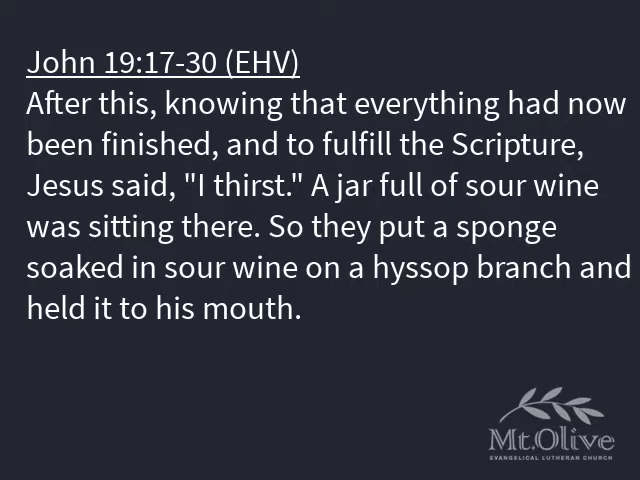 John 19:17-30 (EHV)
After this, knowing that everything had now
been finished, and to fulfill the Scripture,
Jesus said, "I thirst." A jar full of sour wine
was sitting there. So they put a sponge
soaked in sour wine on a hyssop branch and
held it to his mouth.
Mt.Olive
EVANGELICAL LUTHERAN CHURCH